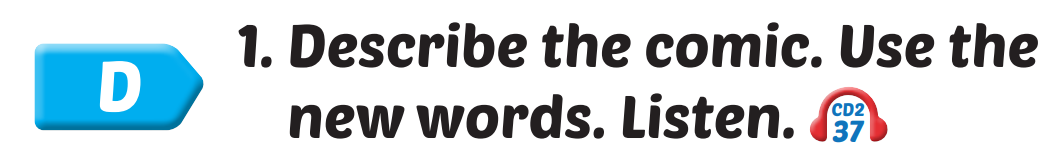 D
1. Describe the comic. Use the
new words. Listen.
CD2
37